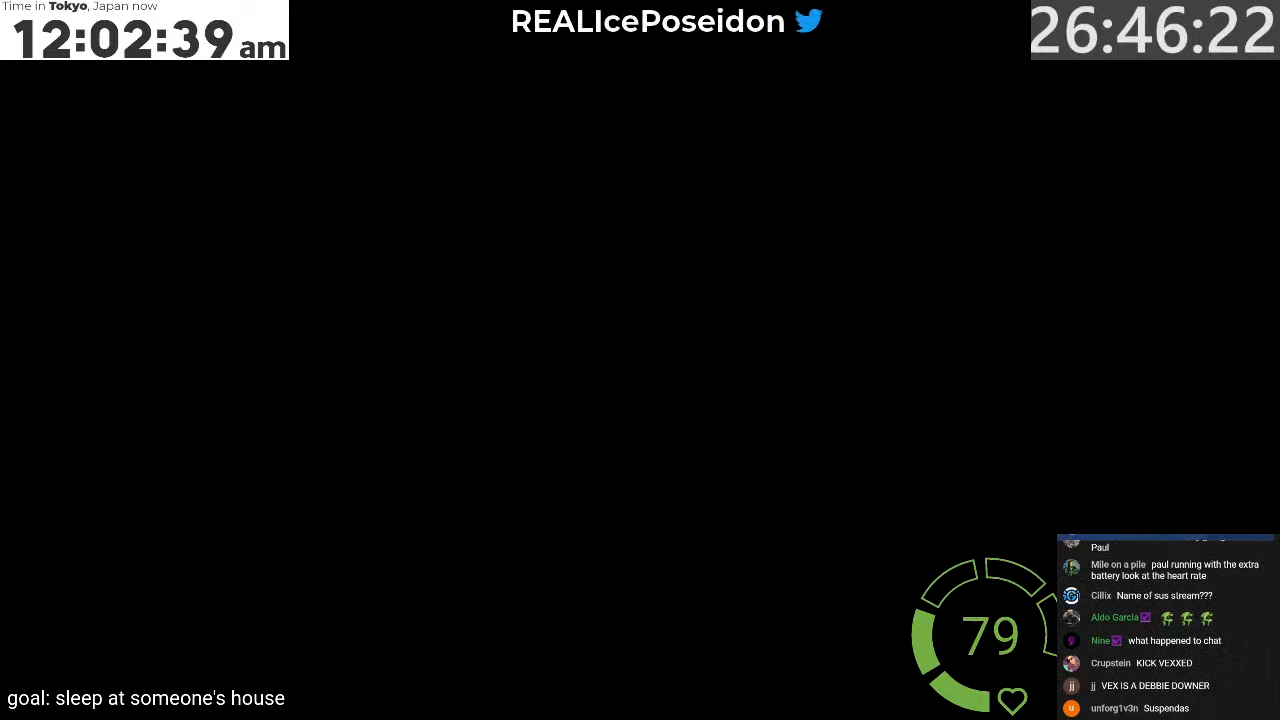 Time in Tokyo, Japan now
12:02:39 am
REALIcePoseidon
26:46:22
Paul
Mile on a pile paul running with the extra
battery look at the heart rate
Cillix Name of sus stream???
Aldo Garcia
Nine what happened to chat
Crupstein KICK VEXXED
jj jj VEX IS A DEBBIE DOWNER
u unforg1v3n Suspendas
79
goal: sleep at someone's house